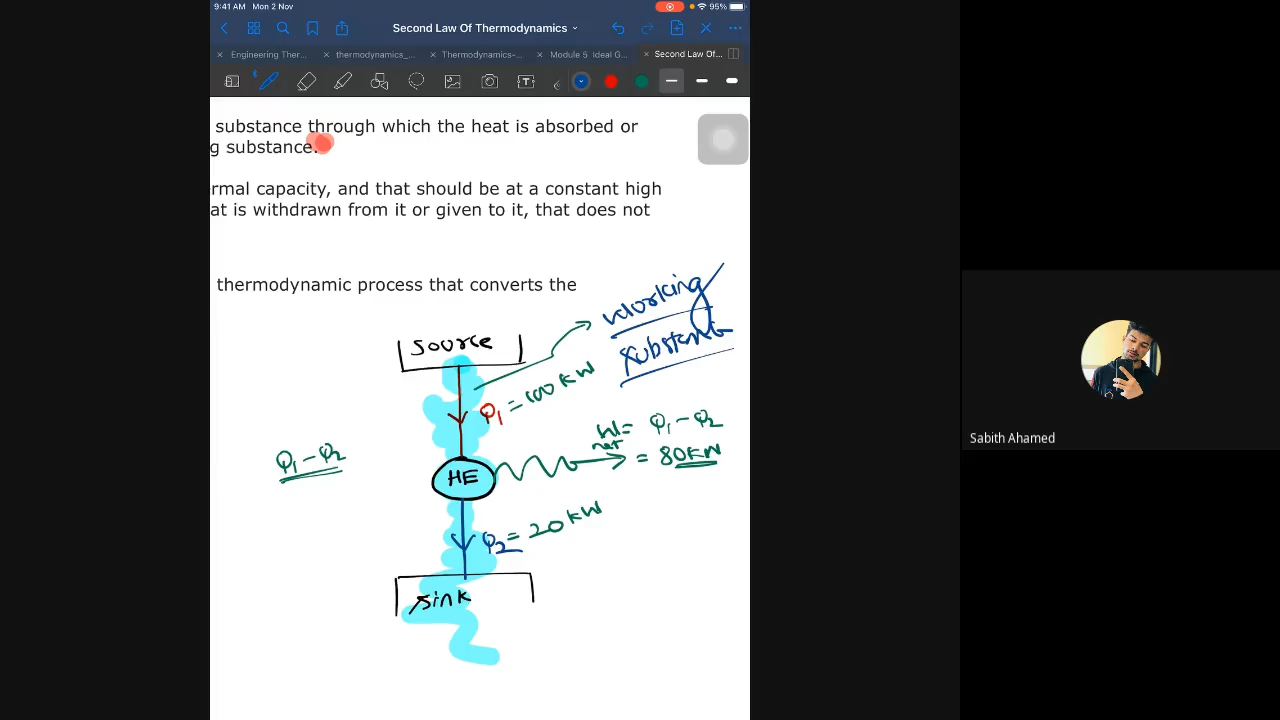 9:41 AM Mon 2 Nov
95%
Second Law Of Thermodynamics
Engineering Ther...
thermodynamics_...
Thermodynamics-...
Module 5 Ideal G...
Second Law Of...
T
substance through which the heat is absorbed or
g substance.
rmal capacity, and that should be at a constant high
at is withdrawn from it or given to it, that does not
thermodynamic process that converts the
Working
substance
source
Q1 = 100 kW
Wnet = Q1 - Q2
= 80kW
Q1 - Q2
HE
Q2 = 20 kW
sink
Sabith Ahamed